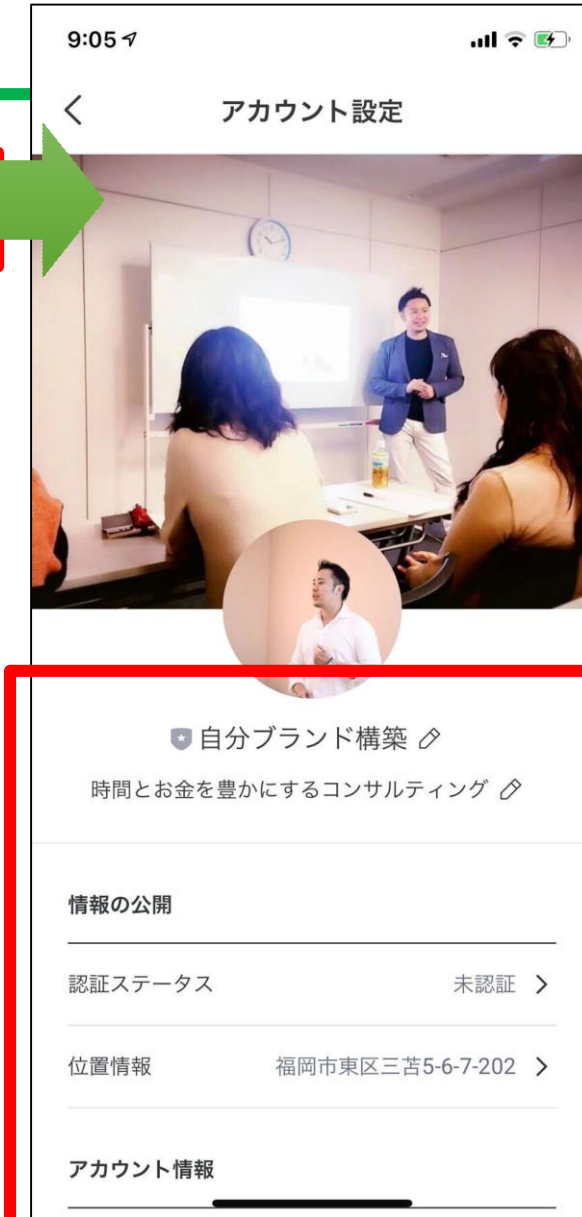 9:05
アカウント設定
自分ブランド構築
時間とお金を豊かにするコンサルティング
情報の公開
認証ステータス 未認証
位置情報 福岡市東区三苫5-6-7-202
アカウント情報